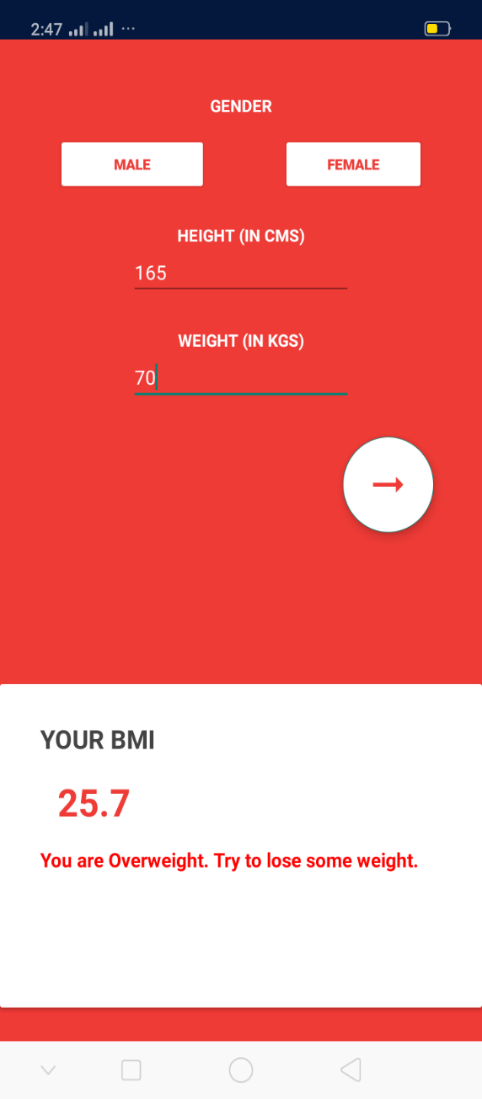 2:47
GENDER
MALE FEMALE
HEIGHT (IN CMS)
165
WEIGHT (IN KGS)
70
YOUR BMI
25.7
You are Overweight. Try to lose some weight.